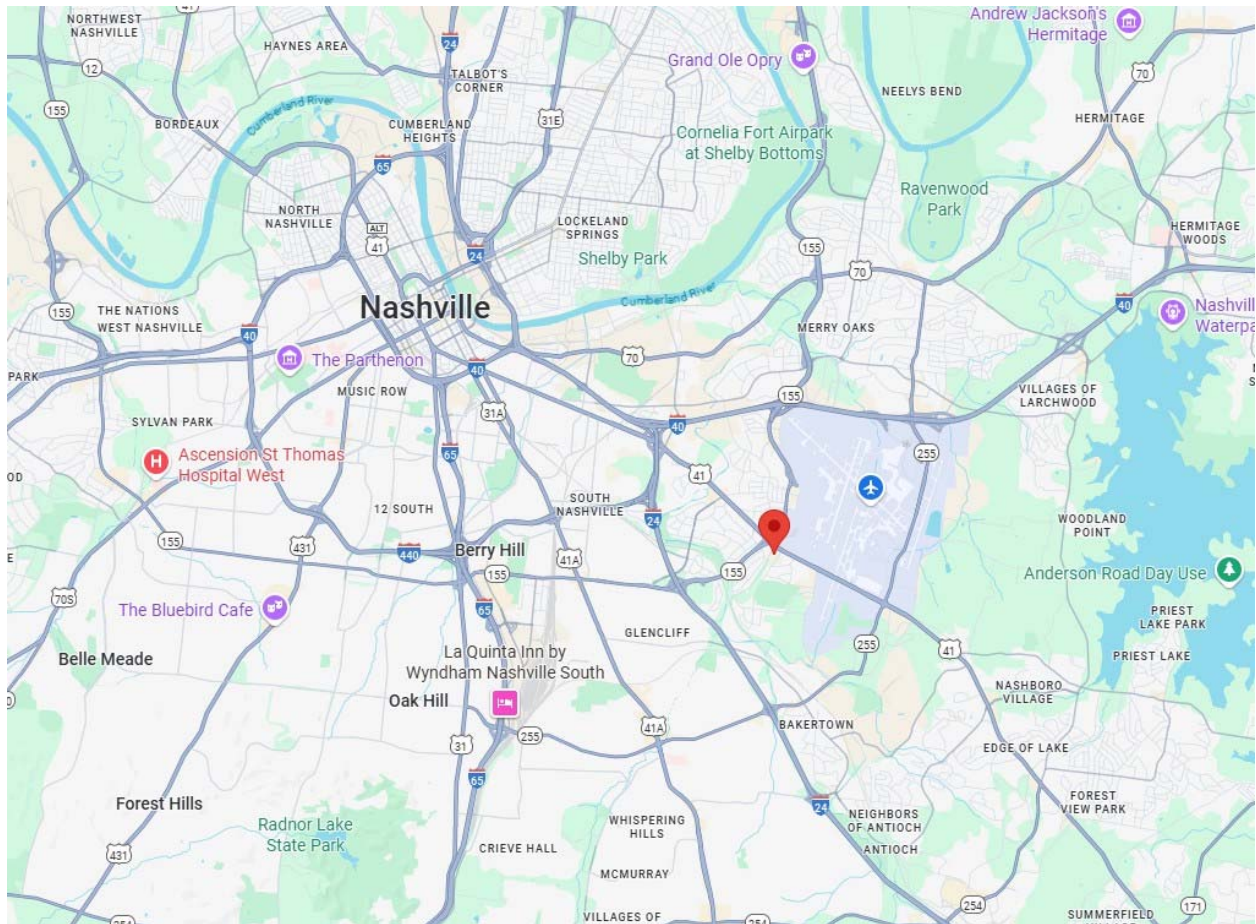 NORTHWEST
NASHVILLE
HAYNES AREA
24
Andrew Jackson's
Hermitage
Grand Ole Opry
12
TALBOT'S
CORNER
70
155
NEELYS BEND
Cumberland River
31E
BORDEAUX
CUMBERLAND
HEIGHTS
HERMITAGE
Cornelia Fort Airpark
at Shelby Bottoms
65
Ravenwood
Park
NORTH
NASHVILLE
ALT
41
LOCKELAND
SPRINGS
HERMITAGE
WOODS
24
155
Shelby Park
70
Cumberland River
40
THE NATIONS
155
WEST NASHVILLE
Nashville
Nashvill
Waterpa
40
MERRY OAKS
PARK
The Parthenon
70
40
MUSIC ROW
155
VILLAGES OF
LARCHWOOD
SYLVAN PARK
31A
40
Ascension St Thomas
Hospital West
H
65
255
41
12 SOUTH
SOUTH
NASHVILLE
24
WOODLAND
POINT
155
431
440
Berry Hill
41A
155
155
Anderson Road Day Use
70S
The Bluebird Cafe
65
PRIEST
LAKE PARK
GLENCLIFF
255
41
Belle Meade
La Quinta Inn by
Wyndham Nashville South
PRIEST LAKE
NASHBORO
VILLAGE
Oak Hill
BAKERTOWN
41A
255
31
EDGE OF LAKE
65
Forest Hills
24
FOREST
VIEW PARK
Radnor Lake
State Park
WHISPERING
HILLS
NEIGHBORS
OF ANTIOCH
431
CRIEVE HALL
ANTIOCH
MCMURRAY
254
254
VILLAGES OF
254
SUMMERFIELD
171